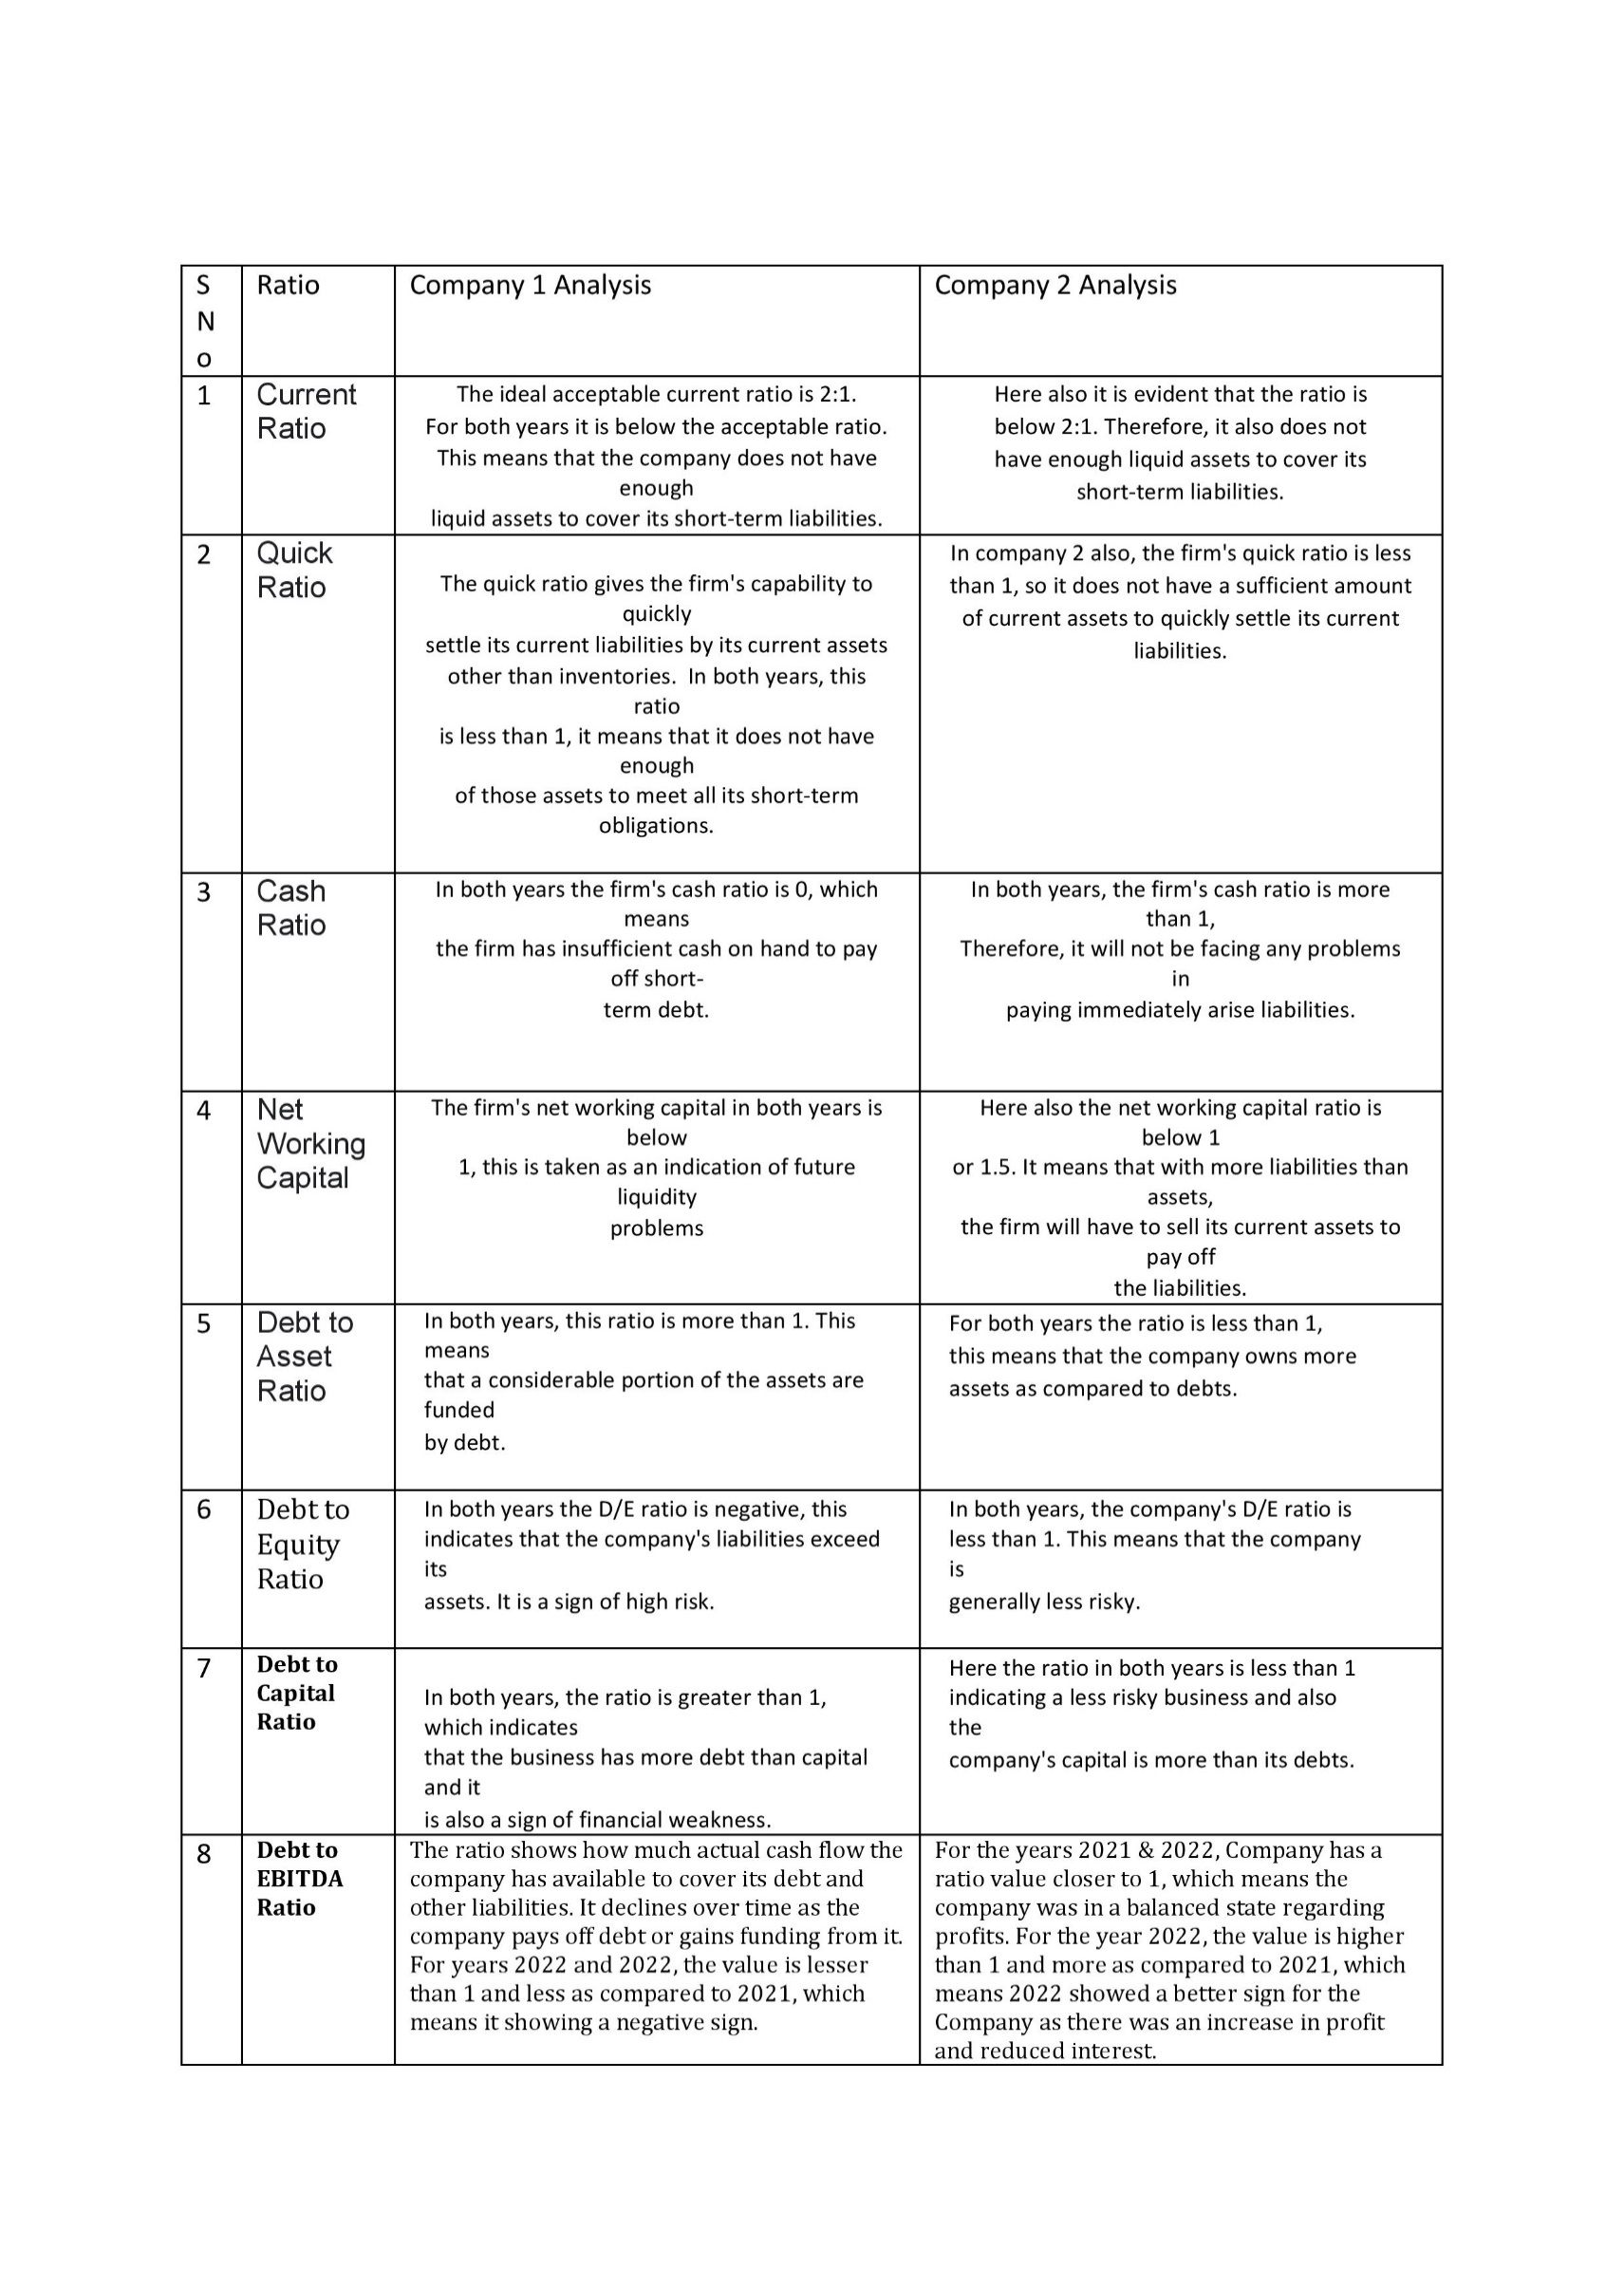 S
N
o
Ratio
Company 1 Analysis
Company 2 Analysis
1
Current
Ratio
The ideal acceptable current ratio is 2:1.
For both years it is below the acceptable ratio.
This means that the company does not have
enough
liquid assets to cover its short-term liabilities.
Here also it is evident that the ratio is
below 2:1. Therefore, it also does not
have enough liquid assets to cover its
short-term liabilities.
2
Quick
Ratio
The quick ratio gives the firm's capability to
quickly
settle its current liabilities by its current assets
other than inventories.  In both years, this
ratio
is less than 1, it means that it does not have
enough
of those assets to meet all its short-term
obligations.
In company 2 also, the firm's quick ratio is less
than 1, so it does not have a sufficient amount
of current assets to quickly settle its current
liabilities.
3
Cash
Ratio
In both years the firm's cash ratio is 0, which
means
the firm has insufficient cash on hand to pay
off short-
term debt.
In both years, the firm's cash ratio is more
than 1,
Therefore, it will not be facing any problems
in
paying immediately arise liabilities.
4
Net
Working
Capital
The firm's net working capital in both years is
below
1, this is taken as an indication of future
liquidity
problems
Here also the net working capital ratio is
below 1
or 1.5. It means that with more liabilities than
assets,
the firm will have to sell its current assets to
pay off
the liabilities.
5
Debt to
Asset
Ratio
In both years, this ratio is more than 1. This
means
that a considerable portion of the assets are
funded
by debt.
For both years the ratio is less than 1,
this means that the company owns more
assets as compared to debts.
6
Debt to
Equity
Ratio
In both years the D/E ratio is negative, this
indicates that the company's liabilities exceed
its
assets. It is a sign of high risk.
In both years, the company's D/E ratio is
less than 1. This means that the company
is
generally less risky.
7
Debt to
Capital
Ratio
In both years, the ratio is greater than 1,
which indicates
that the business has more debt than capital
and it
is also a sign of financial weakness.
Here the ratio in both years is less than 1
indicating a less risky business and also
the
company's capital is more than its debts.
8
Debt to
EBITDA
Ratio
The ratio shows how much actual cash flow the
company has available to cover its debt and
other liabilities. It declines over time as the
company pays off debt or gains funding from it.
For years 2022 and 2022, the value is lesser
than 1 and less as compared to 2021, which
means it showing a negative sign.
For the years 2021 & 2022, Company has a
ratio value closer to 1, which means the
company was in a balanced state regarding
profits. For the year 2022, the value is higher
than 1 and more as compared to 2021, which
means 2022 showed a better sign for the
Company as there was an increase in profit
and reduced interest.